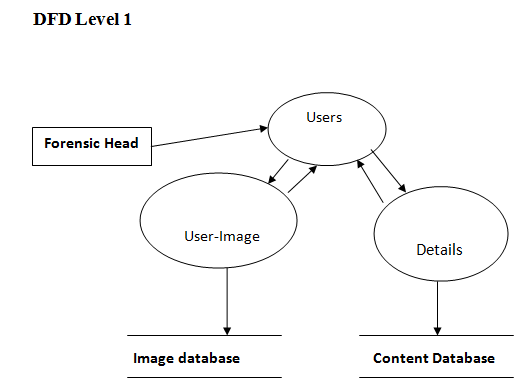 DFD Level 1
Users
Forensic Head
User-Image
Details
Image database
Content Database